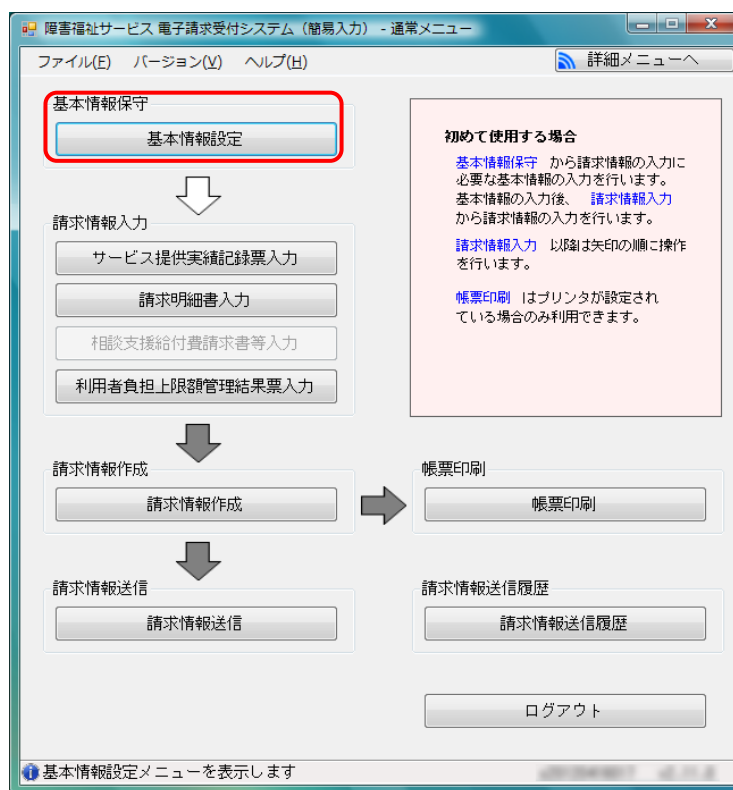 障害福祉サービス 電子請求受付システム（簡易入力） - 通常メニュー
ファイル(F) バージョン(V) ヘルプ(H)
詳細メニューへ
基本情報保守
基本情報設定
初めて使用する場合
基本情報保守 から請求情報の入力に
必要な基本情報の入力を行います。
基本情報の入力後、 請求情報入力
から請求情報の入力を行います。
請求情報入力 以降は矢印の順に操作
を行います。
帳票印刷 はプリンタが設定され
ている場合のみ利用できます。
請求情報入力
サービス提供実績記録票入力
請求明細書入力
相談支援給付費請求書等入力
利用者負担上限額管理結果票入力
請求情報作成
請求情報作成
帳票印刷
帳票印刷
請求情報送信
請求情報送信
請求情報送信履歴
請求情報送信履歴
ログアウト
基本情報設定メニューを表示します